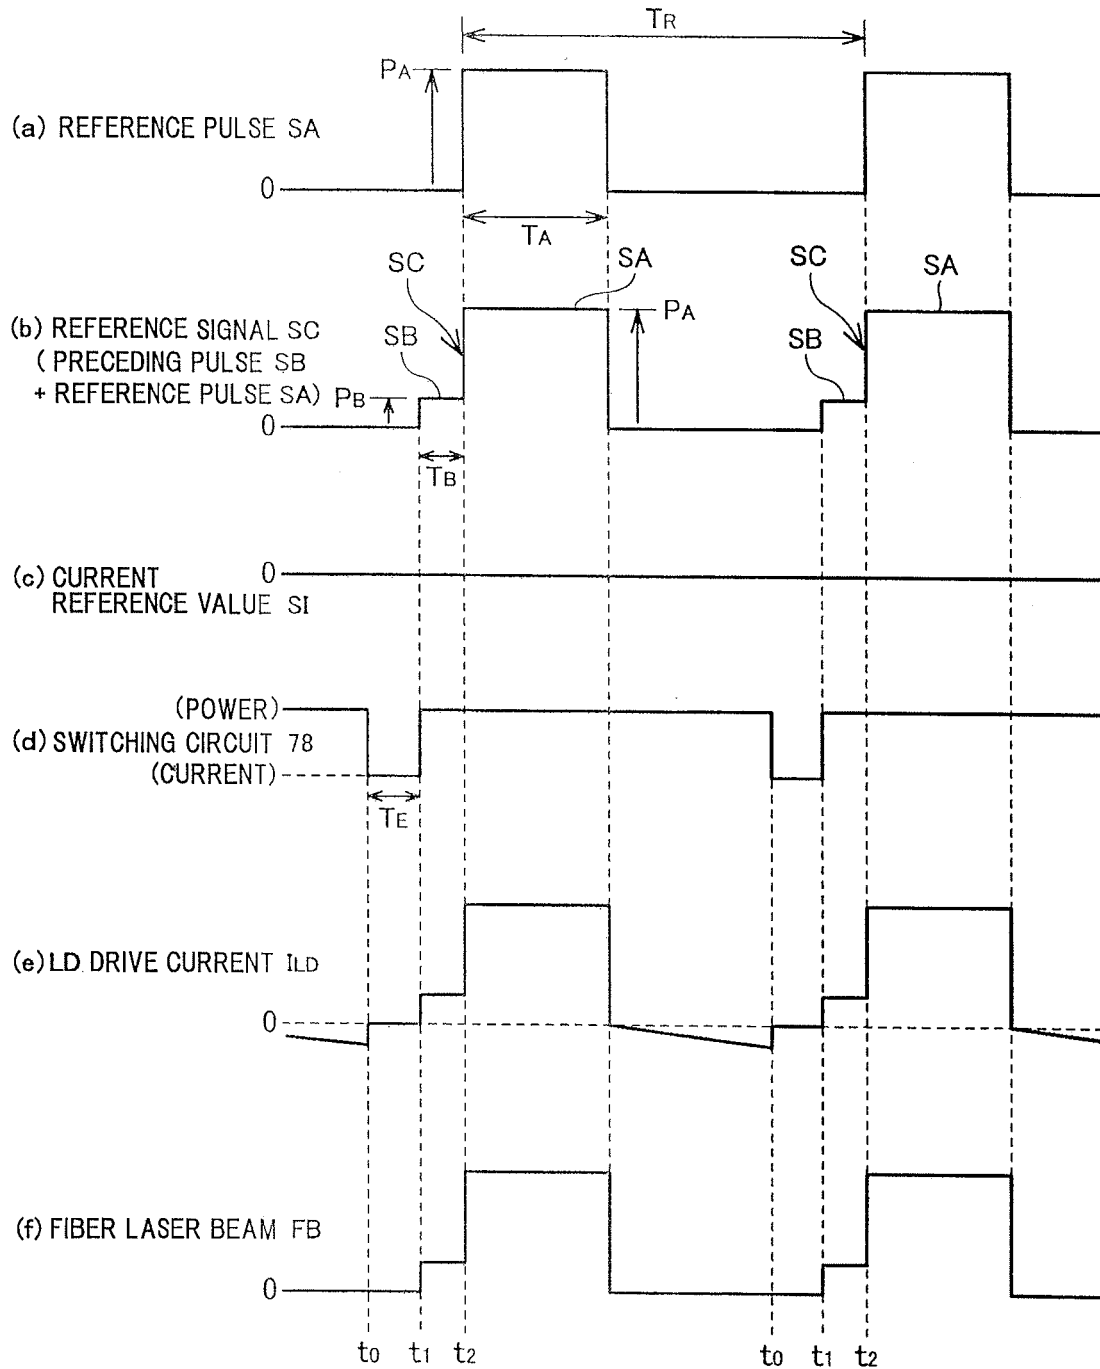 TR
PA
(a) REFERENCE PULSE SA
0
TA
SC
SA
SC
SA
(b) REFERENCE SIGNAL SC
( PRECEDING PULSE SB
+ REFERENCE PULSE SA)
SB
PA
SB
PB
0
TB
(c) CURRENT
REFERENCE VALUE SI
0
(POWER)
(d) SWITCHING CIRCUIT 78
(CURRENT)
TE
(e) LD DRIVE CURRENT ILD
0
(f) FIBER LASER BEAM FB
0
t0 t1 t2 t0 t1 t2